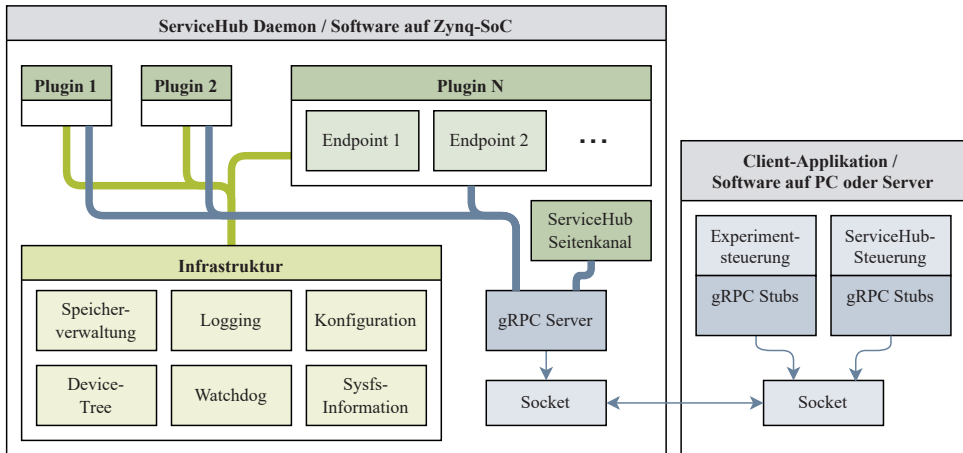 ServiceHub Daemon / Software auf Zynq-SoC
Plugin 1
Plugin 2
Plugin N
Endpoint 1
Endpoint 2
...
ServiceHub
Seitenkanal
Infrastruktur
Speicher-
verwaltung
Logging
Konfiguration
Device-
Tree
Watchdog
Sysfs-
Information
gRPC Server
Socket
Client-Applikation /
Software auf PC oder Server
Experiment-
steuerung
gRPC Stubs
ServiceHub-
Steuerung
gRPC Stubs
Socket